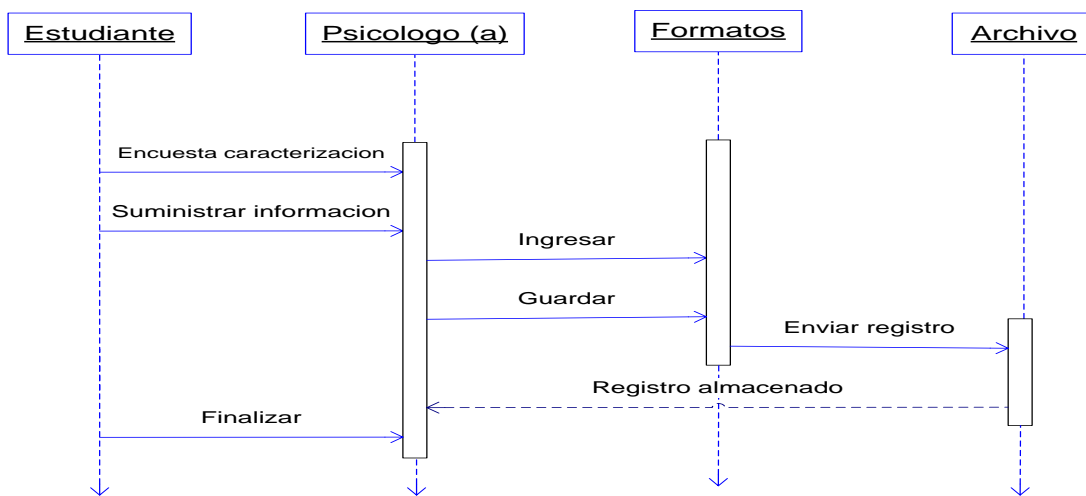 Estudiante
Psicologo (a)
Formatos
Archivo
Encuesta caracterizacion
Suministrar informacion
Ingresar
Guardar
Enviar registro
Registro almacenado
Finalizar